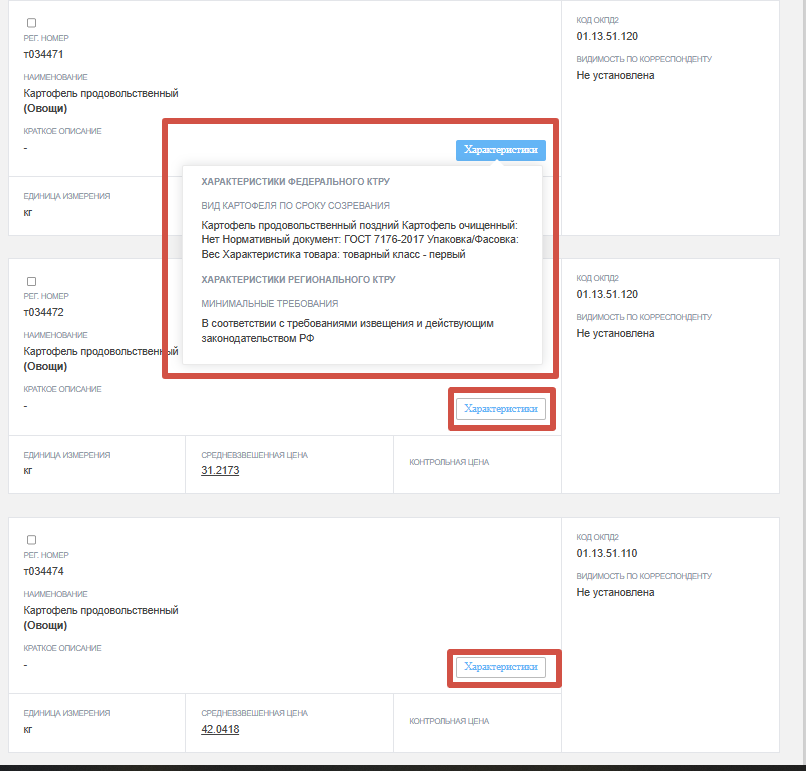 РЕГ. НОМЕР
т034471
НАИМЕНОВАНИЕ
Картофель продовольственный
(Овощи)
КРАТКОЕ ОПИСАНИЕ
-
ЕДИНИЦА ИЗМЕРЕНИЯ
кг
КОД ОКПД2
01.13.51.120
ВИДИМОСТЬ ПО КОРРЕСПОНДЕНТУ
Не установлена
Характеристики
ХАРАКТЕРИСТИКИ ФЕДЕРАЛЬНОГО КТРУ
ВИД КАРТОФЕЛЯ ПО СРОКУ СОЗРЕВАНИЯ
Картофель продовольственный поздний Картофель очищенный:
Нет Нормативный документ: ГОСТ 7176-2017 Упаковка/Фасовка:
Вес Характеристика товара: товарный класс - первый
ХАРАКТЕРИСТИКИ РЕГИОНАЛЬНОГО КТРУ
МИНИМАЛЬНЫЕ ТРЕБОВАНИЯ
В соответствии с требованиями извещения и действующим
законодательством РФ
РЕГ. НОМЕР
т034472
НАИМЕНОВАНИЕ
Картофель продовольственный
(Овощи)
КРАТКОЕ ОПИСАНИЕ
-
Характеристики
ЕДИНИЦА ИЗМЕРЕНИЯ
кг
СРЕДНЕВЗВЕШЕННАЯ ЦЕНА
31.2173
КОНТРОЛЬНАЯ ЦЕНА
КОД ОКПД2
01.13.51.120
ВИДИМОСТЬ ПО КОРРЕСПОНДЕНТУ
Не установлена
РЕГ. НОМЕР
т034474
НАИМЕНОВАНИЕ
Картофель продовольственный
(Овощи)
КРАТКОЕ ОПИСАНИЕ
-
Характеристики
ЕДИНИЦА ИЗМЕРЕНИЯ
кг
СРЕДНЕВЗВЕШЕННАЯ ЦЕНА
42.0418
КОНТРОЛЬНАЯ ЦЕНА
КОД ОКПД2
01.13.51.110
ВИДИМОСТЬ ПО КОРРЕСПОНДЕНТУ
Не установлена